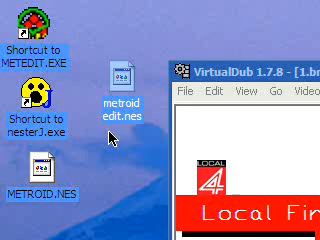 Shortcut to
METEDIT.EXE
metroid
edit.nes
Shortcut to
nesterJ.exe
METROID.NES
VirtualDub 1.7.8 - [1.br
File Edit View Go Video
LOCAL
4
Local Fin